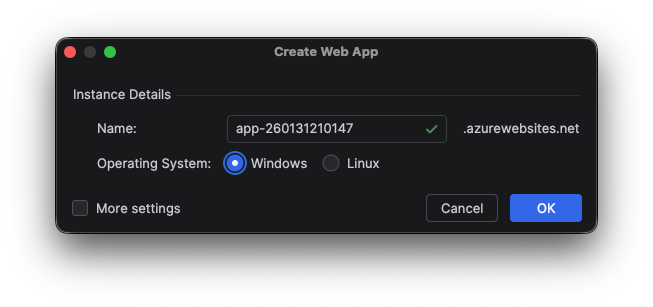 Create Web App
Instance Details
Name: app-260131210147 .azurewebsites.net
Operating System: Windows Linux
More settings Cancel OK